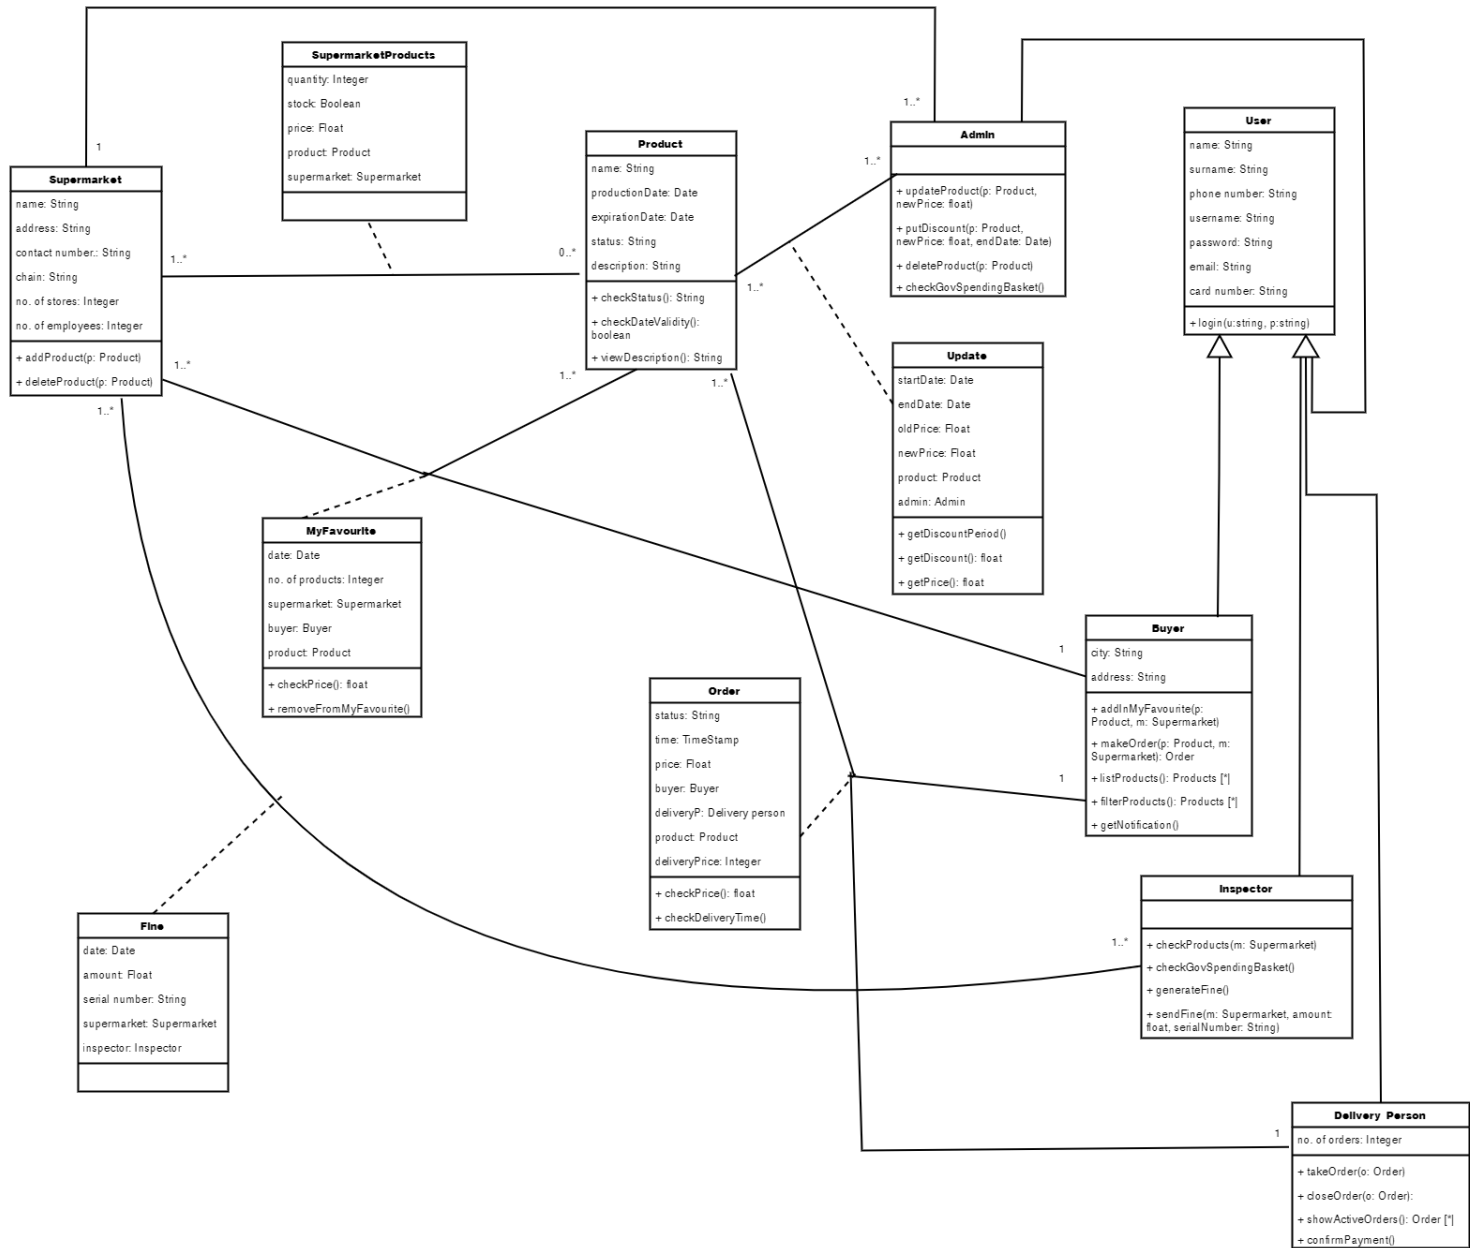 SupermarketProducts
quantity: Integer
stock: Boolean
price: Float
product: Product
supermarket: Supermarket
1
1..*
Supermarket
name: String
address: String
contact number.: String
chain: String
no. of stores: Integer
no. of employees: Integer
+ addProduct(p: Product)
+ deleteProduct(p: Product)
1..*
0..*
1..*
1..*
Product
name: String
productionDate: Date
expirationDate: Date
status: String
description: String
+ checkStatus(): String
+ checkDateValidity():
boolean
+ viewDescription(): String
1..*
1..*
1..*
1..*
Admin
+ updateProduct(p: Product,
newPrice: float)
+ putDiscount(p: Product,
newPrice: float, endDate: Date)
+ deleteProduct(p: Product)
+ checkGovSpendingBasket()
User
name: String
surname: String
phone number: String
username: String
password: String
email: String
card number: String
+ login(u:string, p:string)
Update
startDate: Date
endDate: Date
oldPrice: Float
newPrice: Float
product: Product
admin: Admin
+ getDiscountPeriod()
+ getDiscount(): float
+ getPrice(): float
MyFavourite
date: Date
no. of products: Integer
supermarket: Supermarket
buyer: Buyer
product: Product
+ checkPrice(): float
+ removeFromMyFavourite()
Order
status: String
time: TimeStamp
price: Float
buyer: Buyer
deliveryP: Delivery person
product: Product
deliveryPrice: Integer
+ checkPrice(): float
+ checkDeliveryTime()
1
1
Buyer
city: String
address: String
+ addInMyFavourite(p:
Product, m: Supermarket)
+ makeOrder(p: Product, m:
Supermarket): Order
+ listProducts(): Products [*]
+ filterProducts(): Products [*]
+ getNotification()
Fine
date: Date
amount: Float
serial number: String
supermarket: Supermarket
inspector: Inspector
1..*
Inspector
+ checkProducts(m: Supermarket)
+ checkGovSpendingBasket()
+ generateFine()
+ sendFine(m: Supermarket, amount:
float, serialNumber: String)
1
Delivery Person
no. of orders: Integer
+ takeOrder(o: Order)
+ closeOrder(o: Order):
+ showActiveOrders(): Order [*]
+ confirmPayment()